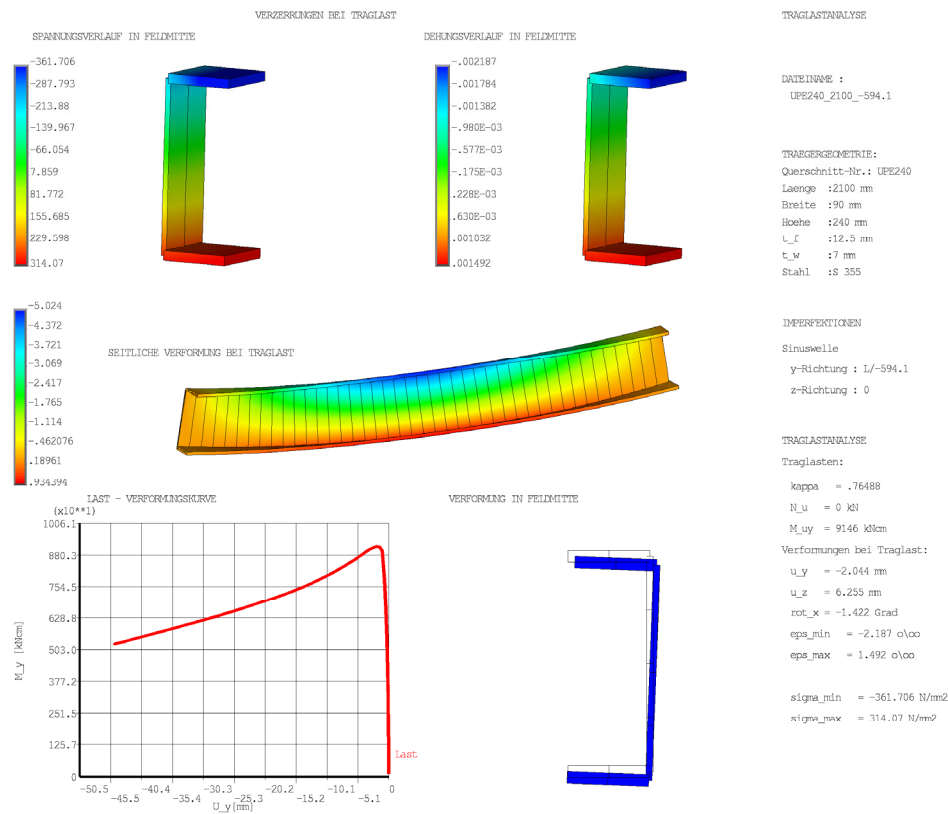 VERZERRUNGEN BEI TRAGLAST
SPANNUNGSVERLAUF IN FELDMITTE
-361.706
-287.793
-213.88
-139.967
-66.054
7.859
81.772
155.685
229.598
314.07
DEHUNGSVERLAUF IN FELDMITTE
-.002187
-.001784
-.001382
-.980E-03
-.577E-03
-.175E-03
.228E-03
.630E-03
.001032
.001492
SEITLICHE VERFORMUNG BEI TRAGLAST
-5.024
-4.372
-3.721
-3.069
-2.417
-1.765
-1.114
-.462076
.18961
.934394
LAST - VERFORMUNGSKURVE
(x10**1)
1006.1
880.3
754.5
628.8
503.0
377.2
251.5
125.7
0
M_y [kNcm]
Last
-50.5
-45.5
-40.4
-35.4
-30.3
-25.3
-20.2
-15.2
-10.1
-5.1
0
U_y[mm]
VERFORMUNG IN FELDMITTE
TRAGLASTANALYSE
DATEINAME :
UPE240_2100_-594.1
TRAEGERGEOMETRIE:
Querschnitt-Nr.: UPE240
Laenge :2100 mm
Breite :90 mm
Hoehe :240 mm
t_f :12.5 mm
t_w :7 mm
Stahl :S 355
IMPERFEKTIONEN
Sinuswelle
y-Richtung : L/-594.1
z-Richtung : 0
TRAGLASTANALYSE
Traglasten:
kappa = .76488
N_u = 0 kN
M_uy = 9146 kNcm
Verformungen bei Traglast:
u_y = -2.044 mm
u_z = 6.255 mm
rot_x = -1.422 Grad
eps_min = -2.187 o\oo
eps_max = 1.492 o\oo
sigma_min = -361.706 N/mm2
sigma_max = 314.07 N/mm2